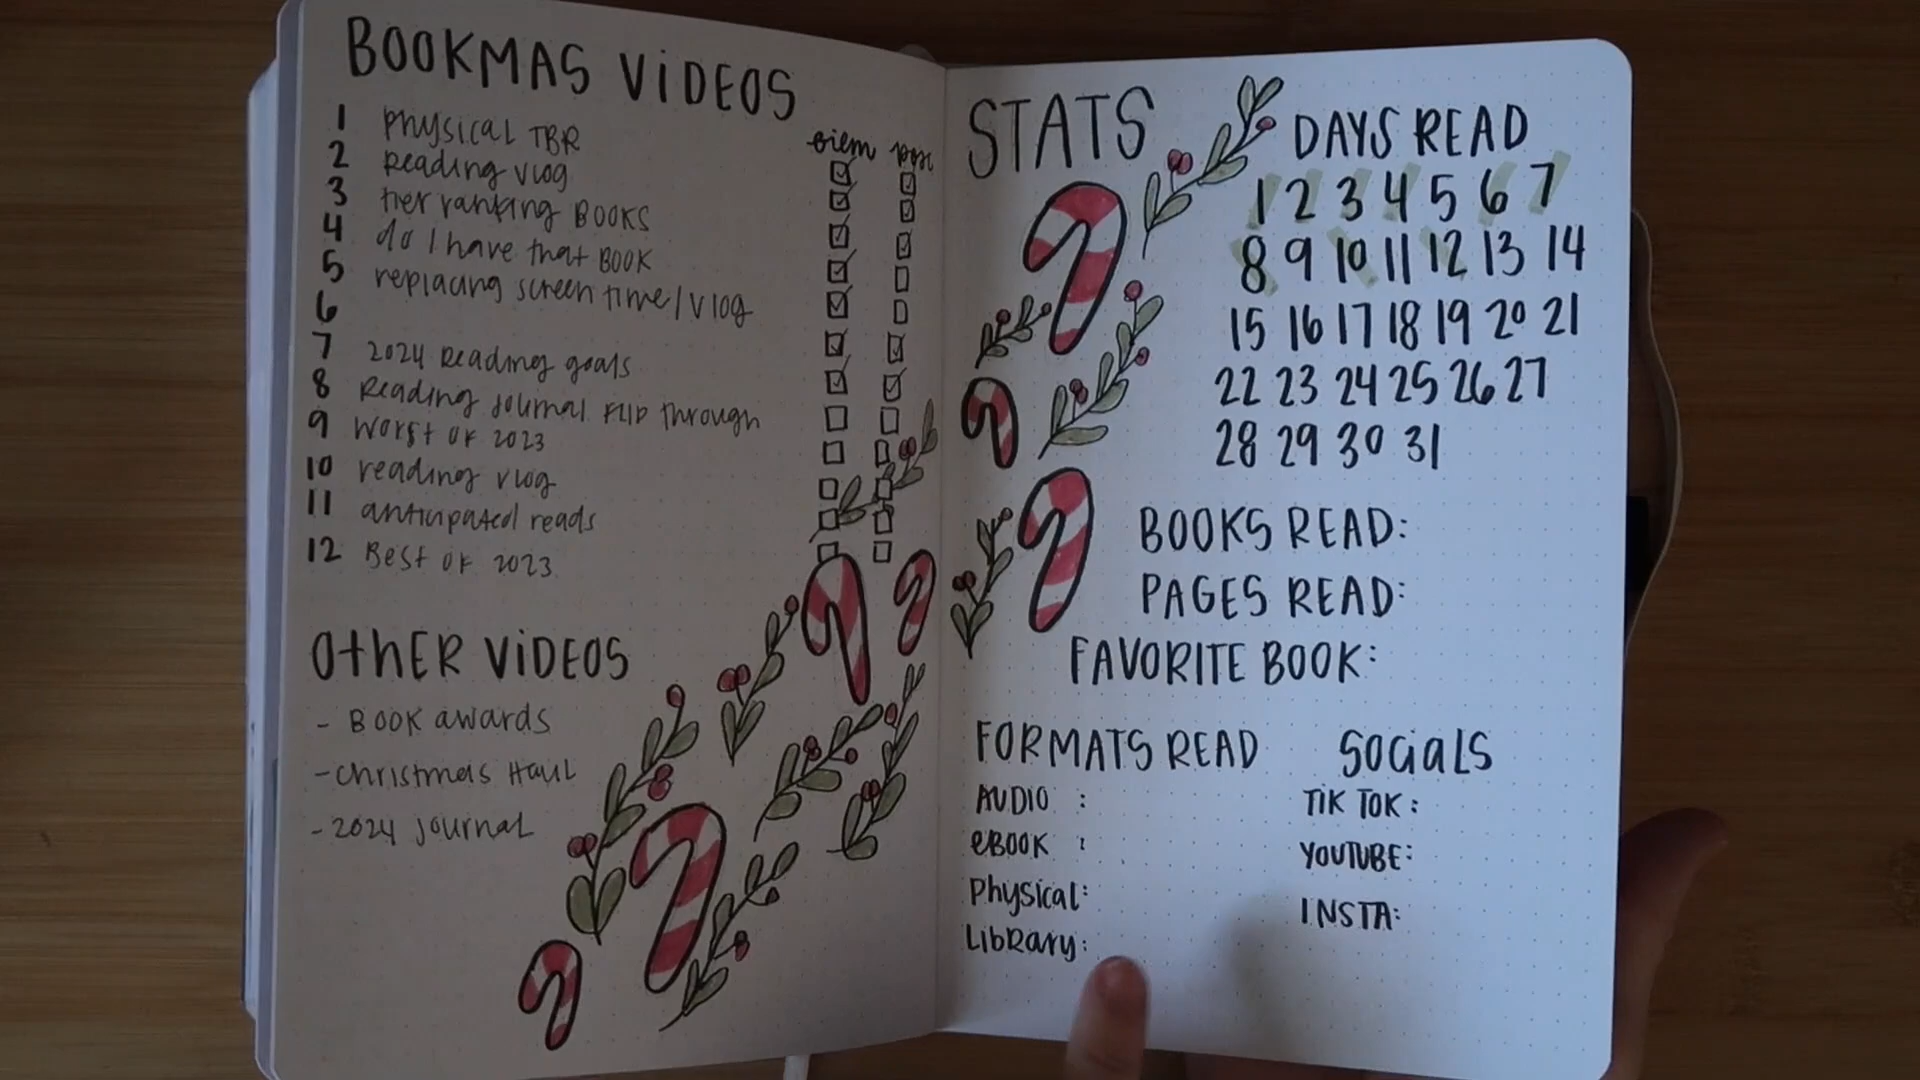 BOOKMAS ViDEOS
film post
1 physical TBR
2 Reading vlog
3 tier ranking BOOKS
4 do I have that BOOK
5 replacing screen time/vlog
6
7 2024 Reading goals
8 Reading Journal FLIP through
9 Worst OF 2023
10 reading vlog
11 anticipated reads
12 Best OF 2023
OthER ViDEOS
- BOOK awards
- Christmas Haul
- 2024 journal
STATS
DAYS READ
1 2 3 4 5 6 7
8 9 10 11 12 13 14
15 16 17 18 19 20 21
22 23 24 25 26 27
28 29 30 31
BOOKS READ:
PAGES READ:
FAVORITE BOOK:
FORMATS READ
AUDIO :
eBOOK :
Physical:
LibRary:
SOCiaLS
TiK TOK:
YOUTUBE:
INSTA: